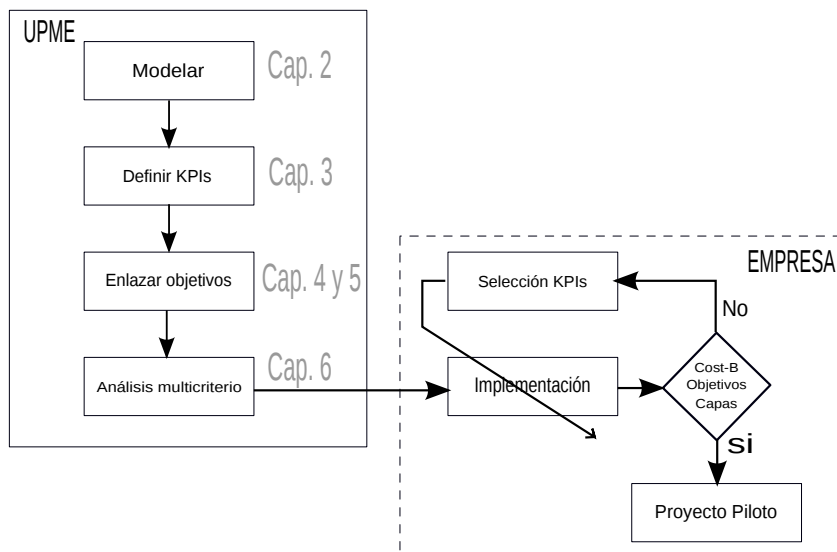 UPME
Modelar
Cap. 2
Definir KPIs
Cap. 3
Enlazar objetivos
Cap. 4 y 5
Análisis multicriterio
Cap. 6
EMPRESA
Selección KPIs
No
Implementación
Cost-B
Objetivos
Capas
si
Proyecto Piloto